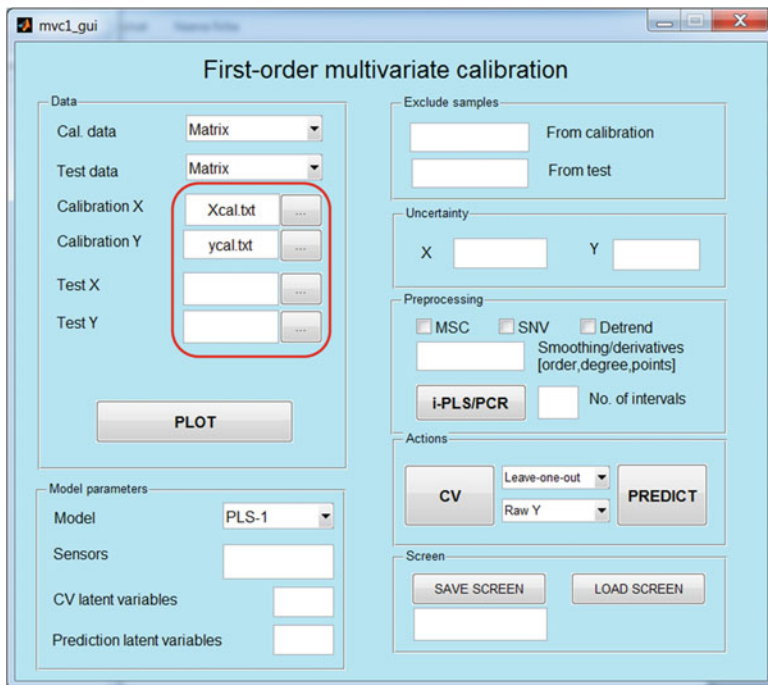 mvc1_gui
First-order multivariate calibration
Data
Cal. data
Matrix
Test data
Matrix
Calibration X
Xcal.txt
...
Calibration Y
ycal.txt
...
Test X
...
Test Y
...
PLOT
Model parameters
Model
PLS-1
Sensors
CV latent variables
Prediction latent variables
Exclude samples
From calibration
From test
Uncertainty
X
Y
Preprocessing
MSC
SNV
Detrend
Smoothing/derivatives
[order,degree,points]
i-PLS/PCR
No. of intervals
Actions
CV
Leave-one-out
Raw Y
PREDICT
Screen
SAVE SCREEN
LOAD SCREEN